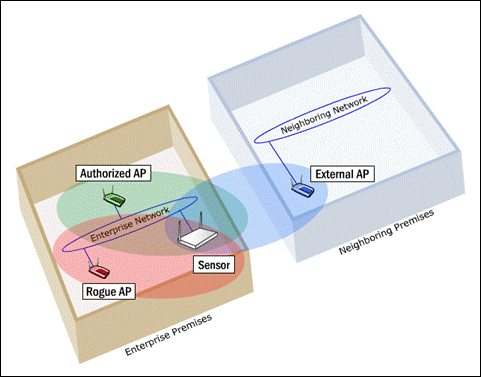 Neighboring Network
Authorized AP
External AP
Enterprise Network
Sensor
Rogue AP
Neighboring Premises
Enterprise Premises